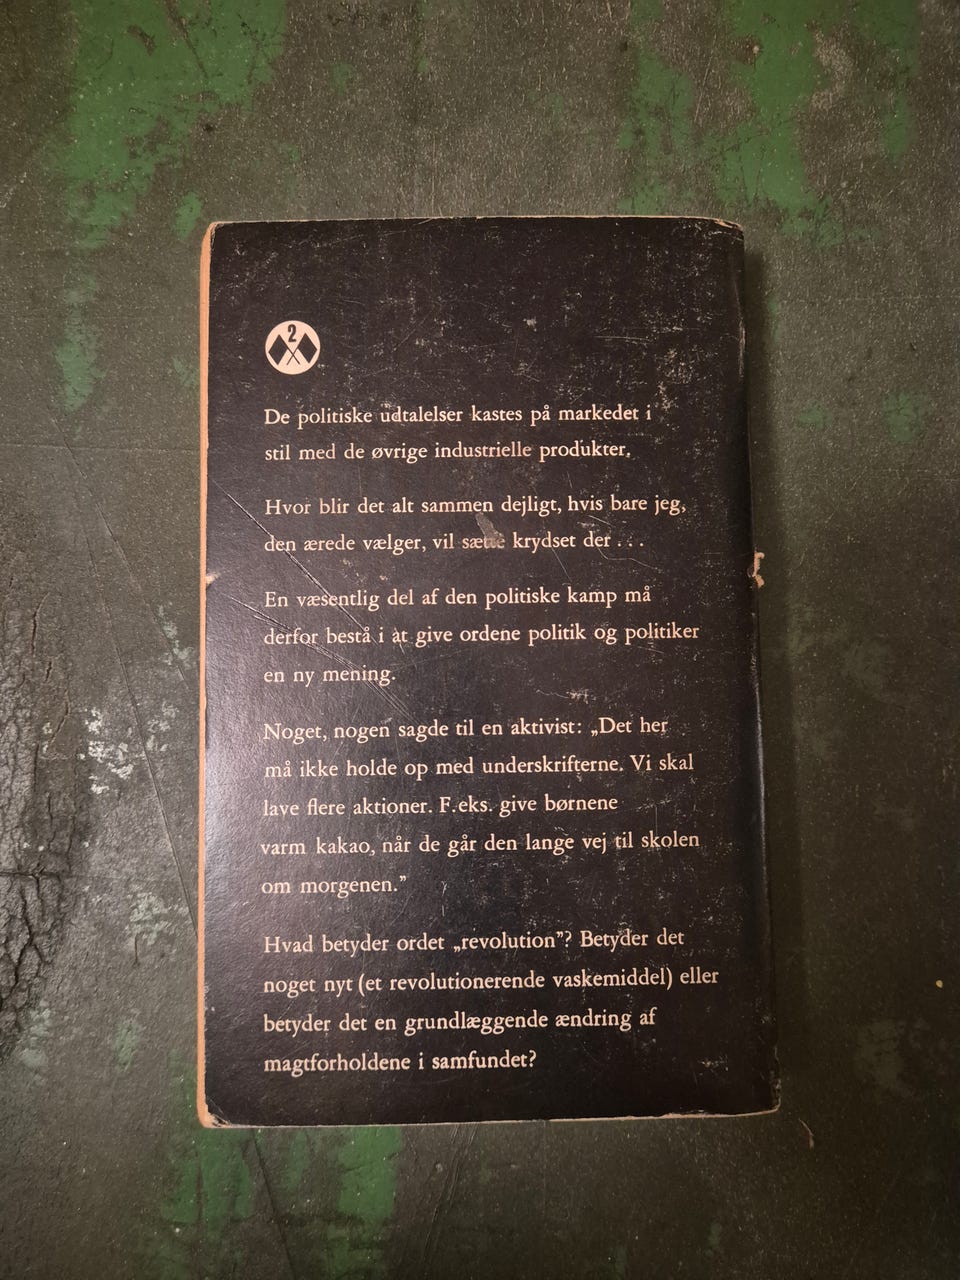 2
De politiske udtalelser kastes på markedet i
stil med de øvrige industrielle produkter.
Hvor blir det alt sammen dejligt, hvis bare jeg,
den ærede vælger, vil sætte krydset der . . .
En væsentlig del af den politiske kamp må
derfor bestå i at give ordene politik og politiker
en ny mening.
Noget, nogen sagde til en aktivist: „Det her
må ikke holde op med underskrifterne. Vi skal
lave flere aktioner. F.eks. give børnene
varm kakao, når de går den lange vej til skolen
om morgenen.”
Hvad betyder ordet „revolution”? Betyder det
noget nyt (et revolutionerende vaskemiddel) eller
betyder det en grundlæggende ændring af
magtforholdene i samfundet?